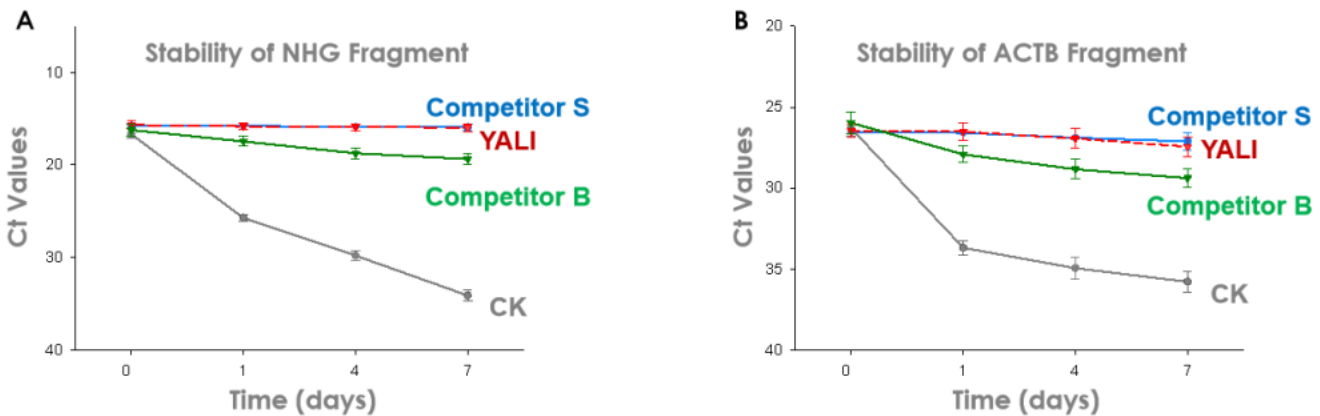 A
Stability of NHG Fragment
10
20
30
40
Ct Values
Competitor S
YALI
Competitor B
CK
0 1 4 7
Time (days)
B
Stability of ACTB Fragment
20
25
30
35
40
Ct Values
Competitor S
YALI
Competitor B
CK
0 1 4 7
Time (days)